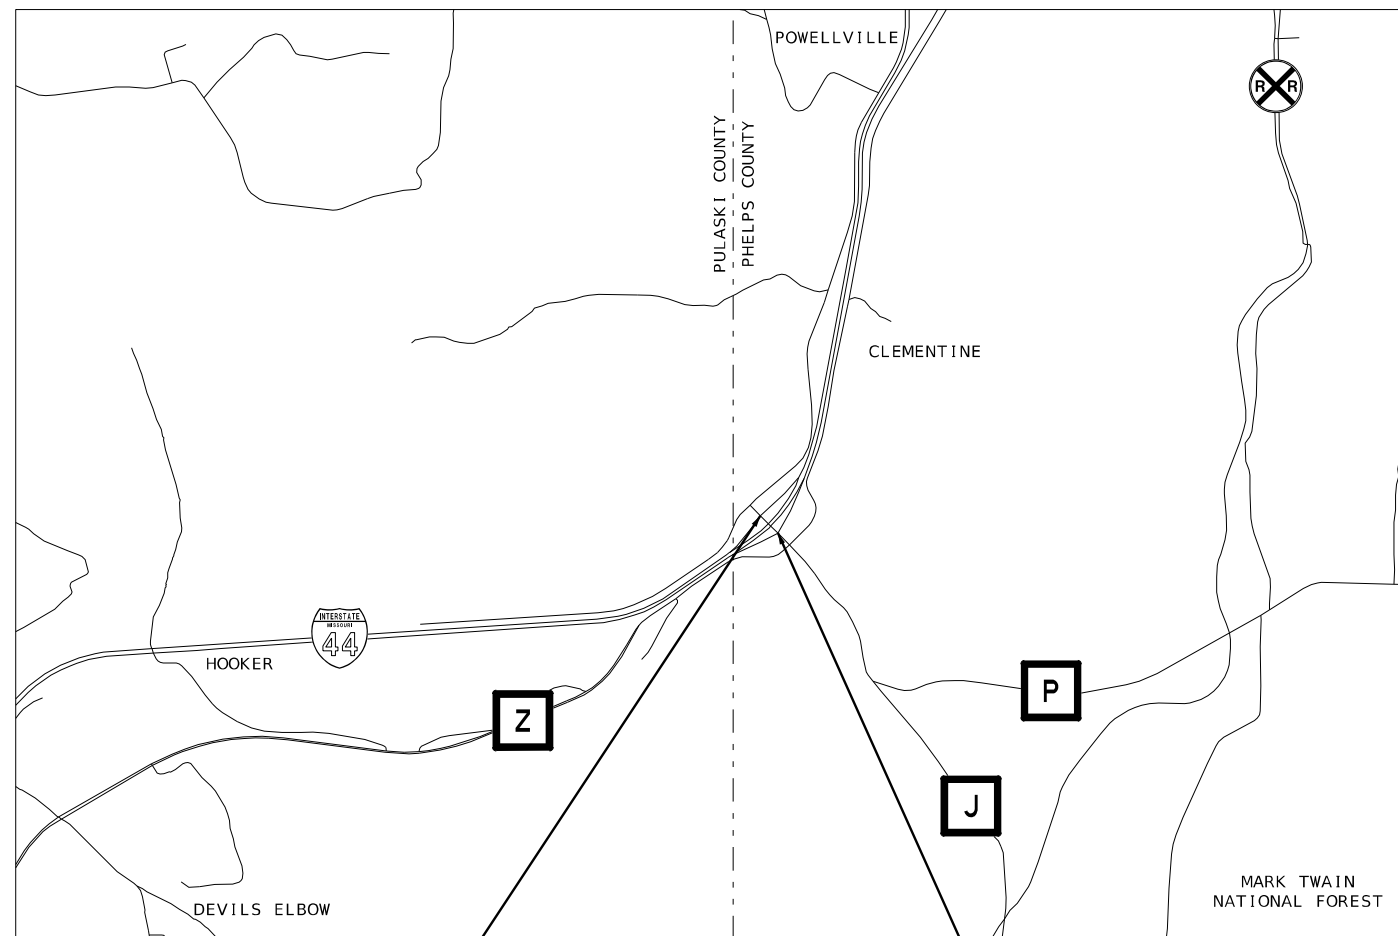 POWELLVILLE
R R
PULASKI COUNTY
PHELPS COUNTY
CLEMENTINE
INTERSTATE
MISSOURI
44
HOOKER
P
Z
J
MARK TWAIN
NATIONAL FOREST
DEVILS ELBOW